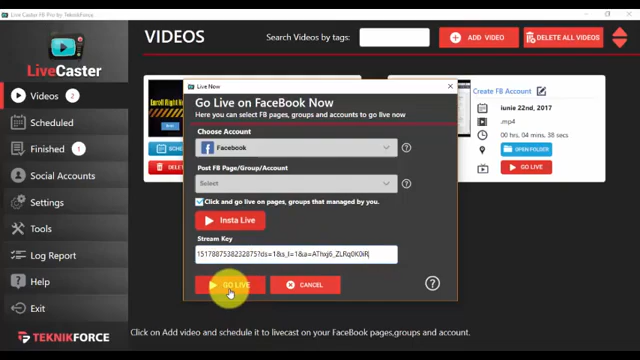 Live Caster FB Pro by Teknikforce
LiveCaster
VIDEOS
Search Videos by tags:
ADD VIDEO
DELETE ALL VIDEOS
Videos 2
Scheduled
Finished 1
Social Accounts
Settings
Tools
Log Report
Help
Exit
TEKNIKFORCE
Enroll Right Now
Live Now
Go Live on FaceBook Now
Here you can select FB pages, groups and accounts to go live now
Choose Account
Facebook
Post FB Page/Group/Account
Select
Click and go live on pages, groups that managed by you.
Insta Live
Stream Key
1517887538232875?ds=1&s_l=1&a=AThxj6_ZLRq0K0iR
GO LIVE
CANCEL
Create FB Account
iunie 22nd, 2017
.mp4
00 hrs, 04 mins, 38 secs
OPEN FOLDER
GO LIVE
Click on Add video and schedule it to livecast on your FaceBook pages,groups and account.